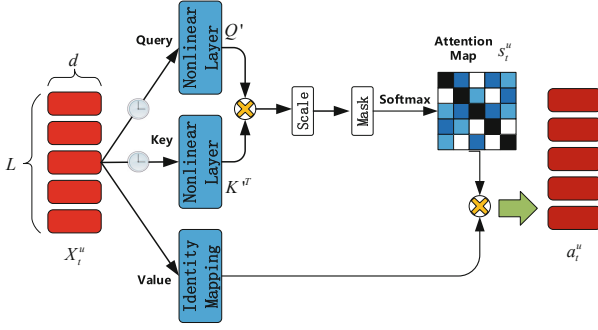 d
L
X_t^u
Query
Key
Value
Nonlinear
Layer
Q'
Nonlinear
Layer
K'^T
Identity
Mapping
Scale
Mask
Softmax
Attention
Map
s_t^u
a_t^u